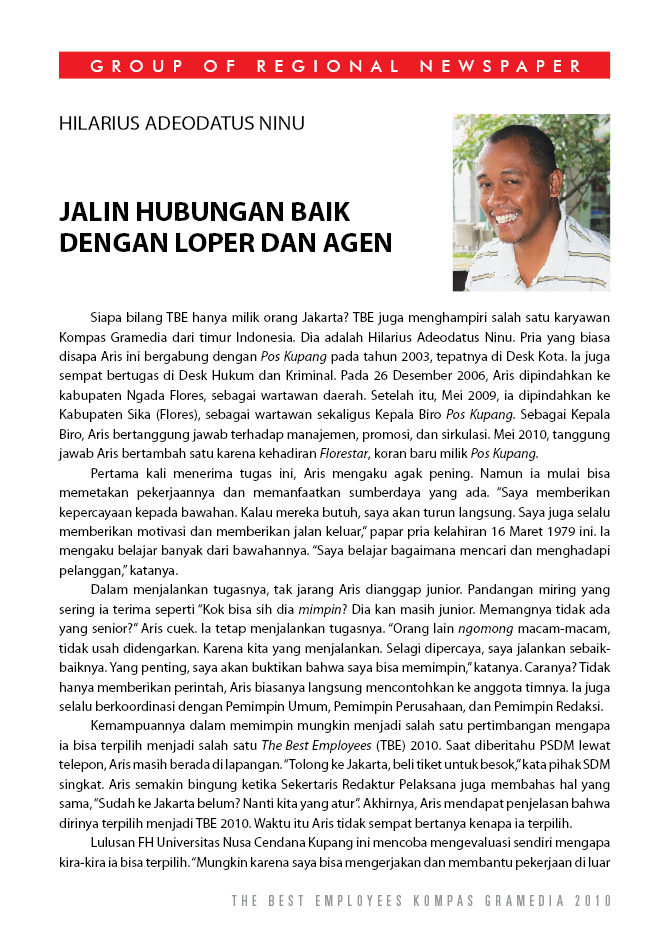 GROUP OF REGIONAL NEWSPAPER
HILARIUS ADEODATUS NINU
JALIN HUBUNGAN BAIK
DENGAN LOPER DAN AGEN
Siapa bilang TBE hanya milik orang Jakarta? TBE juga menghampiri salah satu karyawan
Kompas Gramedia dari timur Indonesia. Dia adalah Hilarius Adeodatus Ninu. Pria yang biasa
disapa Aris ini bergabung dengan Pos Kupang pada tahun 2003, tepatnya di Desk Kota. Ia juga
sempat bertugas di Desk Hukum dan Kriminal. Pada 26 Desember 2006, Aris dipindahkan ke
kabupaten Ngada Flores, sebagai wartawan daerah. Setelah itu, Mei 2009, ia dipindahkan ke
Kabupaten Sika (Flores), sebagai wartawan sekaligus Kepala Biro Pos Kupang. Sebagai Kepala
Biro, Aris bertanggung jawab terhadap manajemen, promosi, dan sirkulasi. Mei 2010, tanggung
jawab Aris bertambah satu karena kehadiran Florestar, koran baru milik Pos Kupang.
Pertama kali menerima tugas ini, Aris mengaku agak pening. Namun ia mulai bisa
memetakan pekerjaannya dan memanfaatkan sumberdaya yang ada. “Saya memberikan
kepercayaan kepada bawahan. Kalau mereka butuh, saya akan turun langsung. Saya juga selalu
memberikan motivasi dan memberikan jalan keluar,” papar pria kelahiran 16 Maret 1979 ini. Ia
mengaku belajar banyak dari bawahannya. “Saya belajar bagaimana mencari dan menghadapi
pelanggan,” katanya.
Dalam menjalankan tugasnya, tak jarang Aris dianggap junior. Pandangan miring yang
sering ia terima seperti “Kok bisa sih dia mimpin? Dia kan masih junior. Memangnya tidak ada
yang senior?” Aris cuek. Ia tetap menjalankan tugasnya. “Orang lain ngomong macam-macam,
tidak usah didengarkan. Karena kita yang menjalankan. Selagi dipercaya, saya jalankan sebaik-
baiknya. Yang penting, saya akan buktikan bahwa saya bisa memimpin,” katanya. Caranya? Tidak
hanya memberikan perintah, Aris biasanya langsung mencontohkan ke anggota timnya. Ia juga
selalu berkoordinasi dengan Pemimpin Umum, Pemimpin Perusahaan, dan Pemimpin Redaksi.
Kemampuannya dalam memimpin mungkin menjadi salah satu pertimbangan mengapa
ia bisa terpilih menjadi salah satu The Best Employees (TBE) 2010. Saat diberitahu PSDM lewat
telepon, Aris masih berada di lapangan. “Tolong ke Jakarta, beli tiket untuk besok,” kata pihak SDM
singkat. Aris semakin bingung ketika Sekertaris Redaktur Pelaksana juga membahas hal yang
sama, “Sudah ke Jakarta belum? Nanti kita yang atur”. Akhirnya, Aris mendapat penjelasan bahwa
dirinya terpilih menjadi TBE 2010. Waktu itu Aris tidak sempat bertanya kenapa ia terpilih.
Lulusan FH Universitas Nusa Cendana Kupang ini mencoba mengevaluasi sendiri mengapa
kira-kira ia bisa terpilih. “Mungkin karena saya bisa mengerjakan dan membantu pekerjaan di luar
THE BEST EMPLOYEES KOMPAS GRAMEDIA 2010